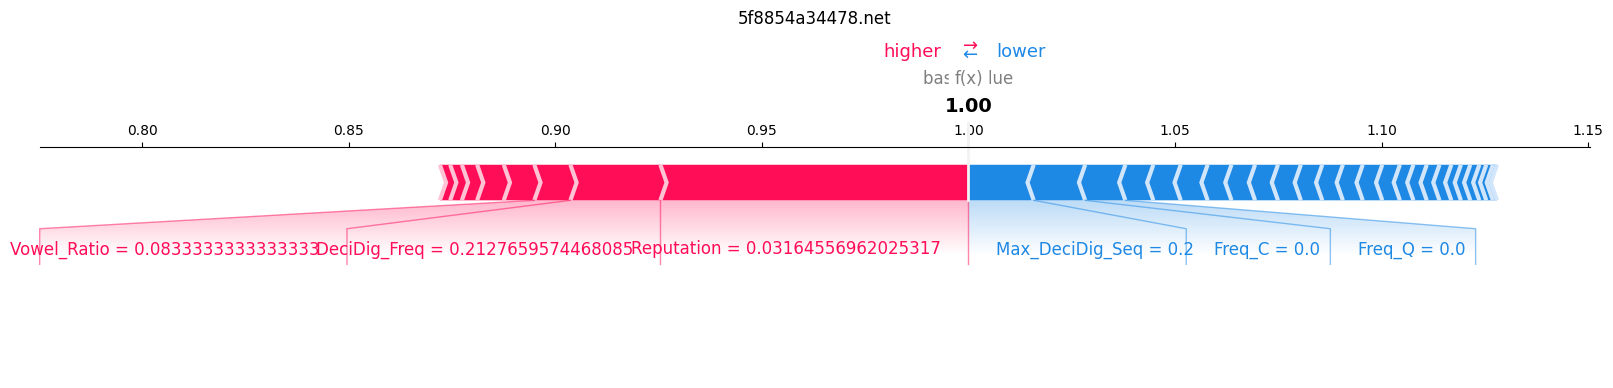 5f8854a34478.net
higher ⇄ lower
bas f(x) lue
1.00
0.80 0.85 0.90 0.95 1.00 1.05 1.10 1.15
Vowel_Ratio = 0.0833333333333333 DeciDig_Freq = 0.2127659574468085 Reputation = 0.03164556962025317 Max_DeciDig_Seq = 0.2 Freq_C = 0.0 Freq_Q = 0.0